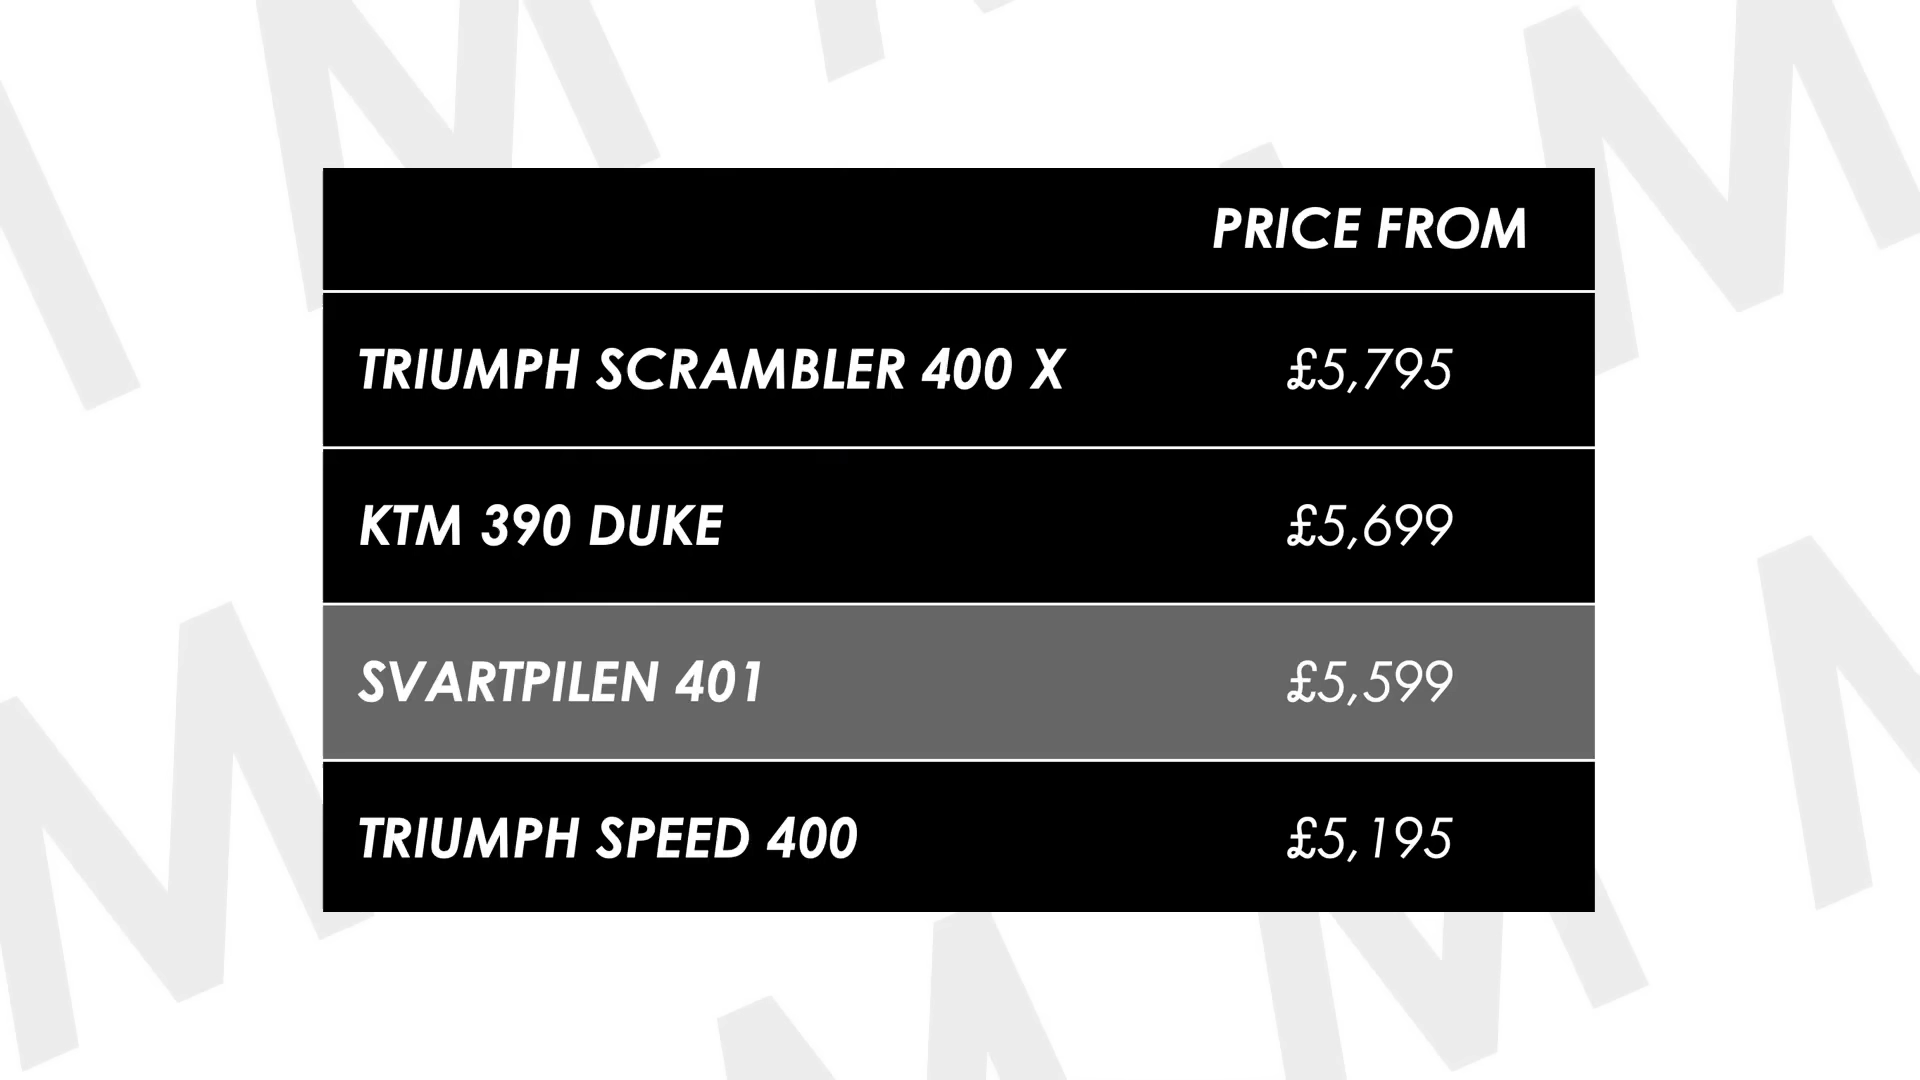 PRICE FROM
TRIUMPH SCRAMBLER 400 X £5,795
KTM 390 DUKE £5,699
SVARTPILEN 401 £5,599
TRIUMPH SPEED 400 £5,195